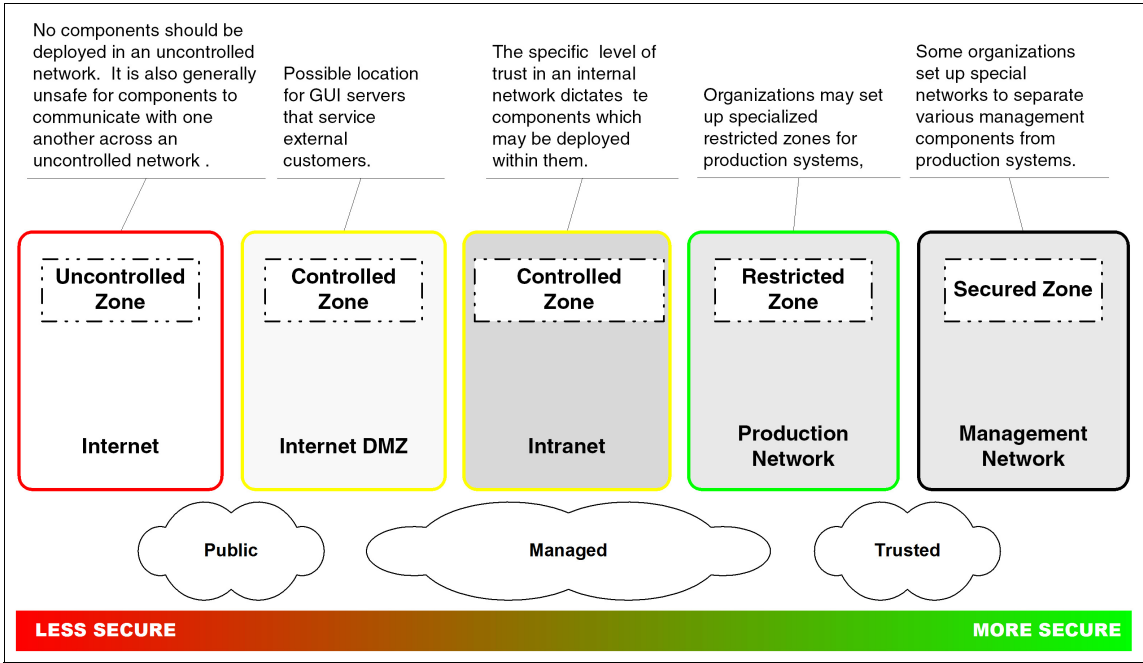 No components should be
deployed in an uncontrolled
network.  It is also generally
unsafe for components to
communicate with one
another across an
uncontrolled network .
Possible location
for GUI servers
that service
external
customers.
The specific  level of
trust in an internal
network dictates  te
components which
may be deployed
within them.
Organizations may set
up specialized
restricted zones for
production systems,
Some organizations
set up special
networks to separate
various management
components from
production systems.
Uncontrolled
Zone
Internet
Controlled
Zone
Internet DMZ
Controlled
Zone
Intranet
Restricted
Zone
Production
Network
Secured Zone
Management
Network
Public
Managed
Trusted
LESS SECURE
MORE SECURE